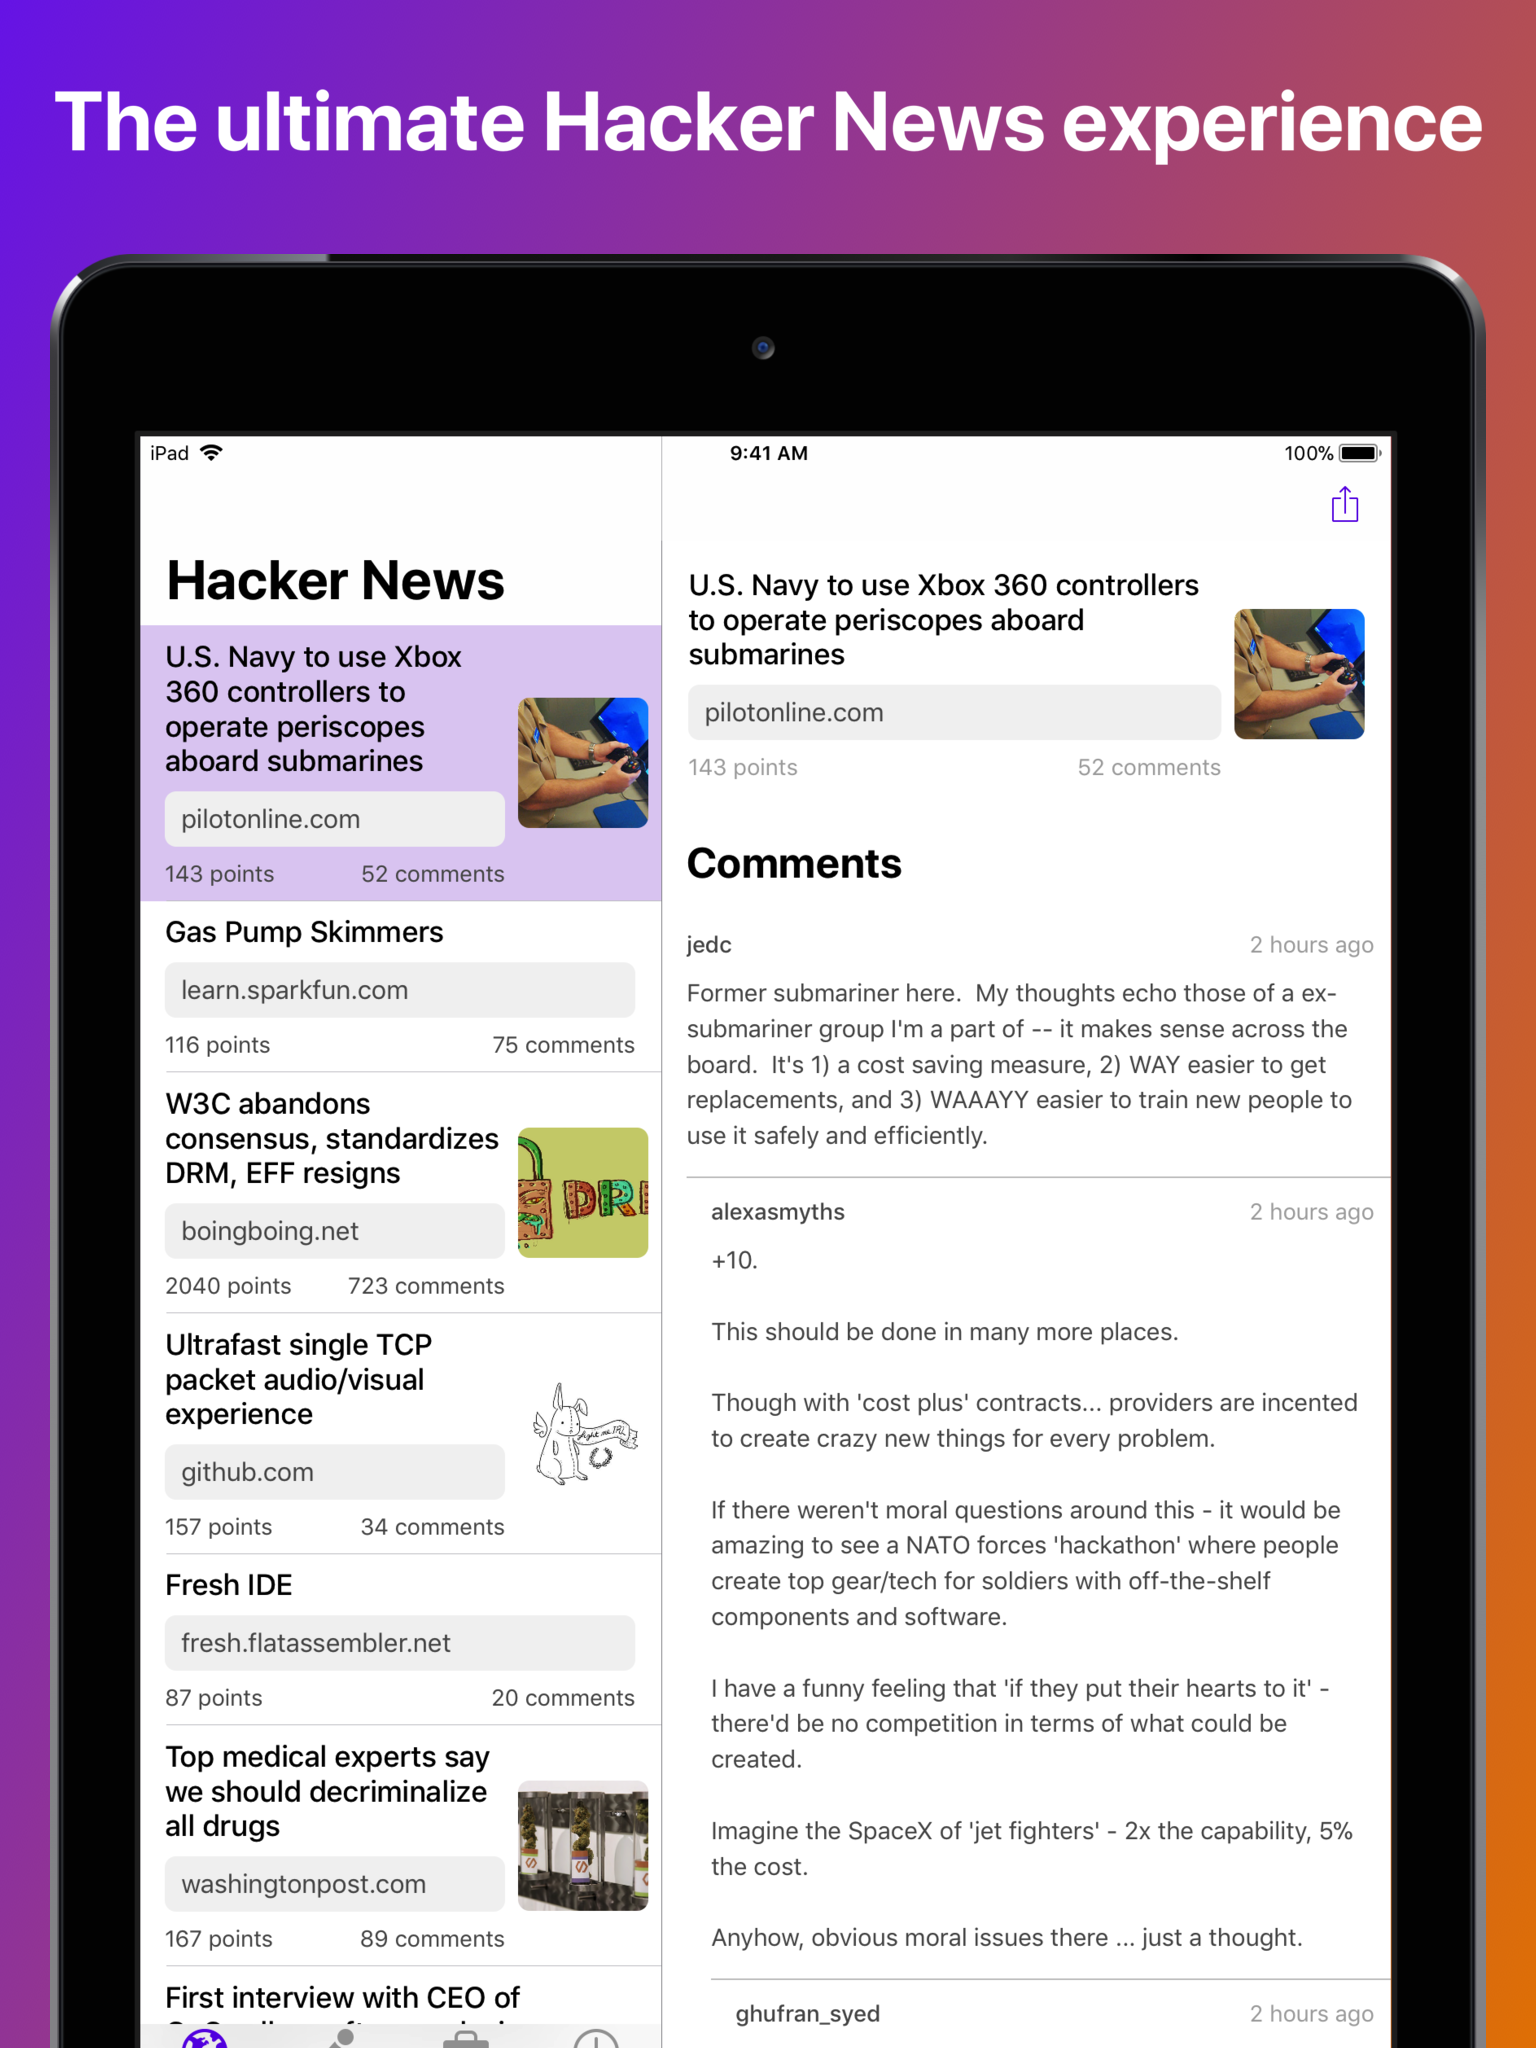 The ultimate Hacker News experience
iPad
9:41 AM
100%
Hacker News
U.S. Navy to use Xbox
360 controllers to
operate periscopes
aboard submarines
pilotonline.com
143 points
52 comments
Gas Pump Skimmers
learn.sparkfun.com
116 points
75 comments
W3C abandons
consensus, standardizes
DRM, EFF resigns
boingboing.net
2040 points
723 comments
Ultrafast single TCP
packet audio/visual
experience
github.com
157 points
34 comments
Fresh IDE
fresh.flatassembler.net
87 points
20 comments
Top medical experts say
we should decriminalize
all drugs
washingtonpost.com
167 points
89 comments
First interview with CEO of
U.S. Navy to use Xbox 360 controllers
to operate periscopes aboard
submarines
pilotonline.com
143 points
52 comments
Comments
jedc
2 hours ago
Former submariner here.  My thoughts echo those of a ex-
submariner group I'm a part of -- it makes sense across the
board.  It's 1) a cost saving measure, 2) WAY easier to get
replacements, and 3) WAAAYY easier to train new people to
use it safely and efficiently.
alexasmyths
2 hours ago
+10.
This should be done in many more places.
Though with 'cost plus' contracts... providers are incented
to create crazy new things for every problem.
If there weren't moral questions around this - it would be
amazing to see a NATO forces 'hackathon' where people
create top gear/tech for soldiers with off-the-shelf
components and software.
I have a funny feeling that 'if they put their hearts to it' -
there'd be no competition in terms of what could be
created.
Imagine the SpaceX of 'jet fighters' - 2x the capability, 5%
the cost.
Anyhow, obvious moral issues there ... just a thought.
ghufran_syed
2 hours ago